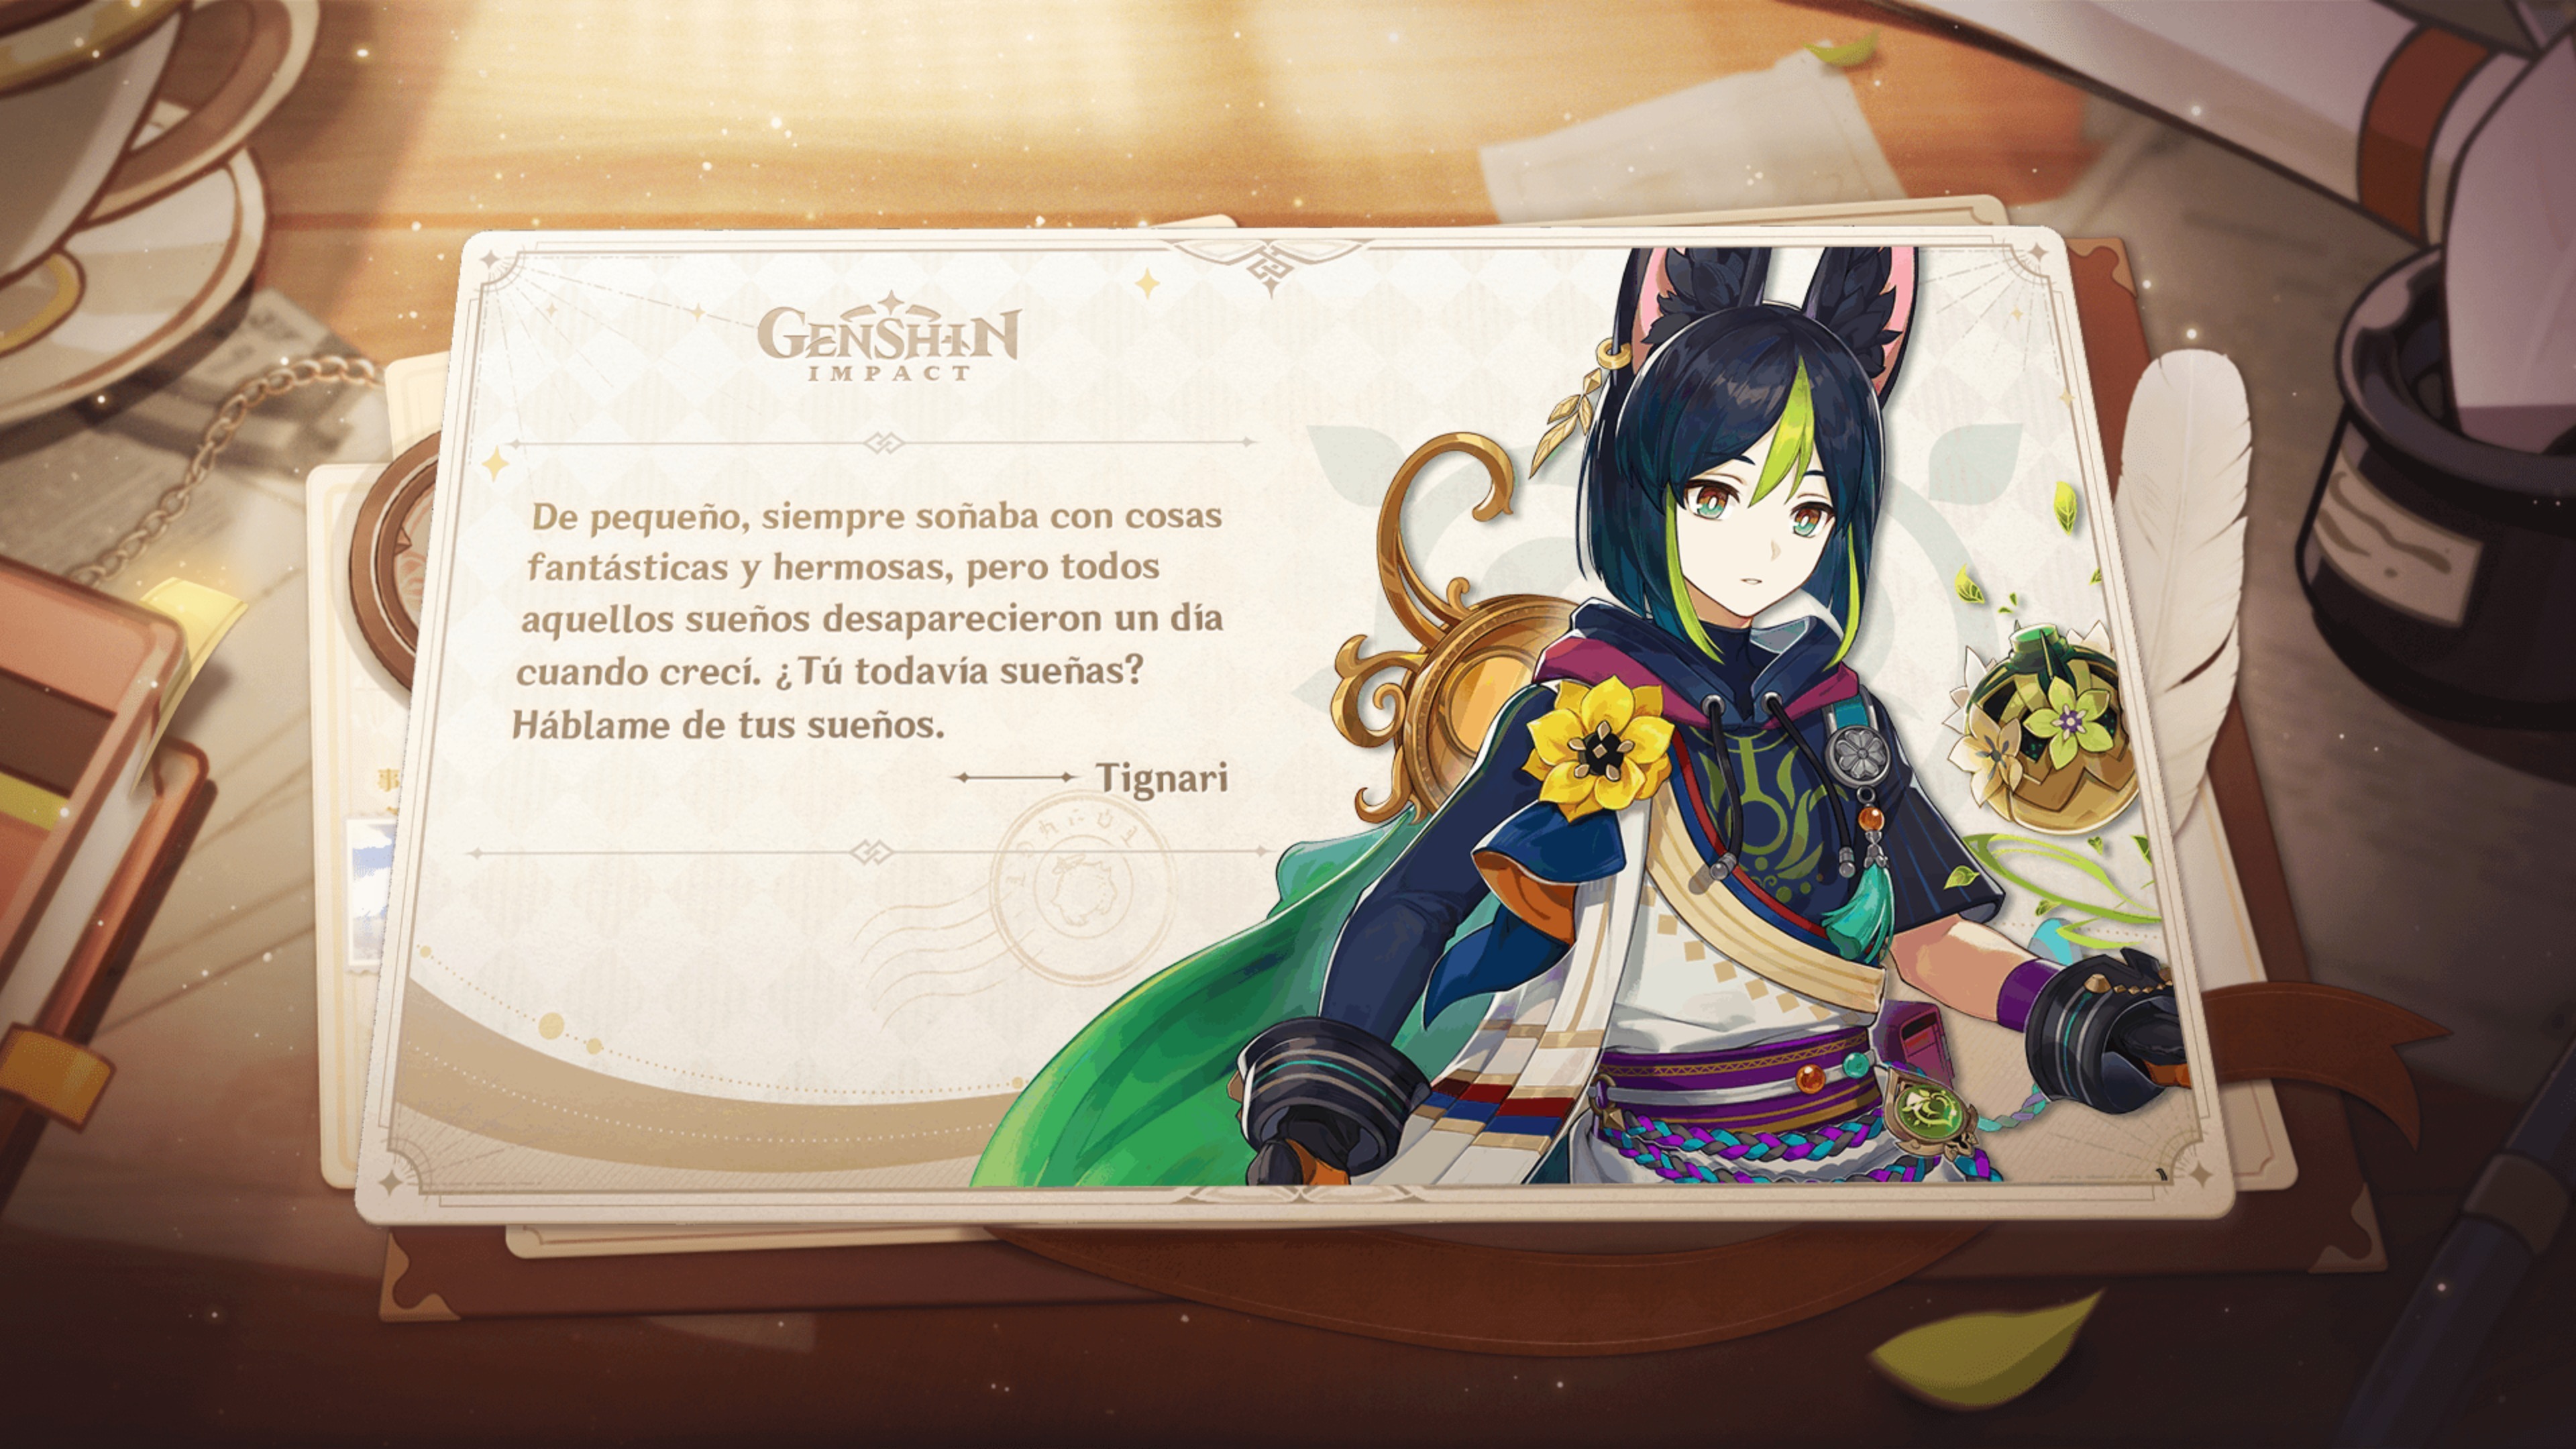 GENSHIN
IMPACT
De pequeño, siempre soñaba con cosas
fantásticas y hermosas, pero todos
aquellos sueños desaparecieron un día
cuando crecí. ¿Tú todavía sueñas?
Háblame de tus sueños.
Tignari